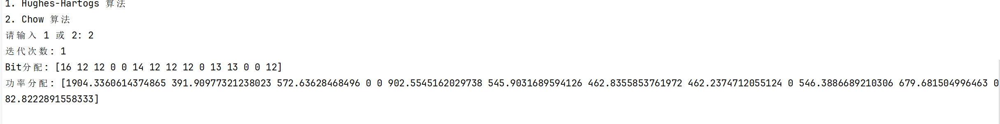 1. Hughes-Hartogs 算法
2. Chow 算法
请输入 1 或 2: 2
迭代次数: 1
Bit分配: [16 12 12 0 0 14 12 12 12 0 13 13 0 0 12]
功率分配: [1904.3360614374865 391.90977321238023 572.63628468496 0 0 902.5545162029738 545.9031689594126 462.8355853761972 462.2374712055124 0 546.3886689210306 679.681504996463 0
82.8222891558333]